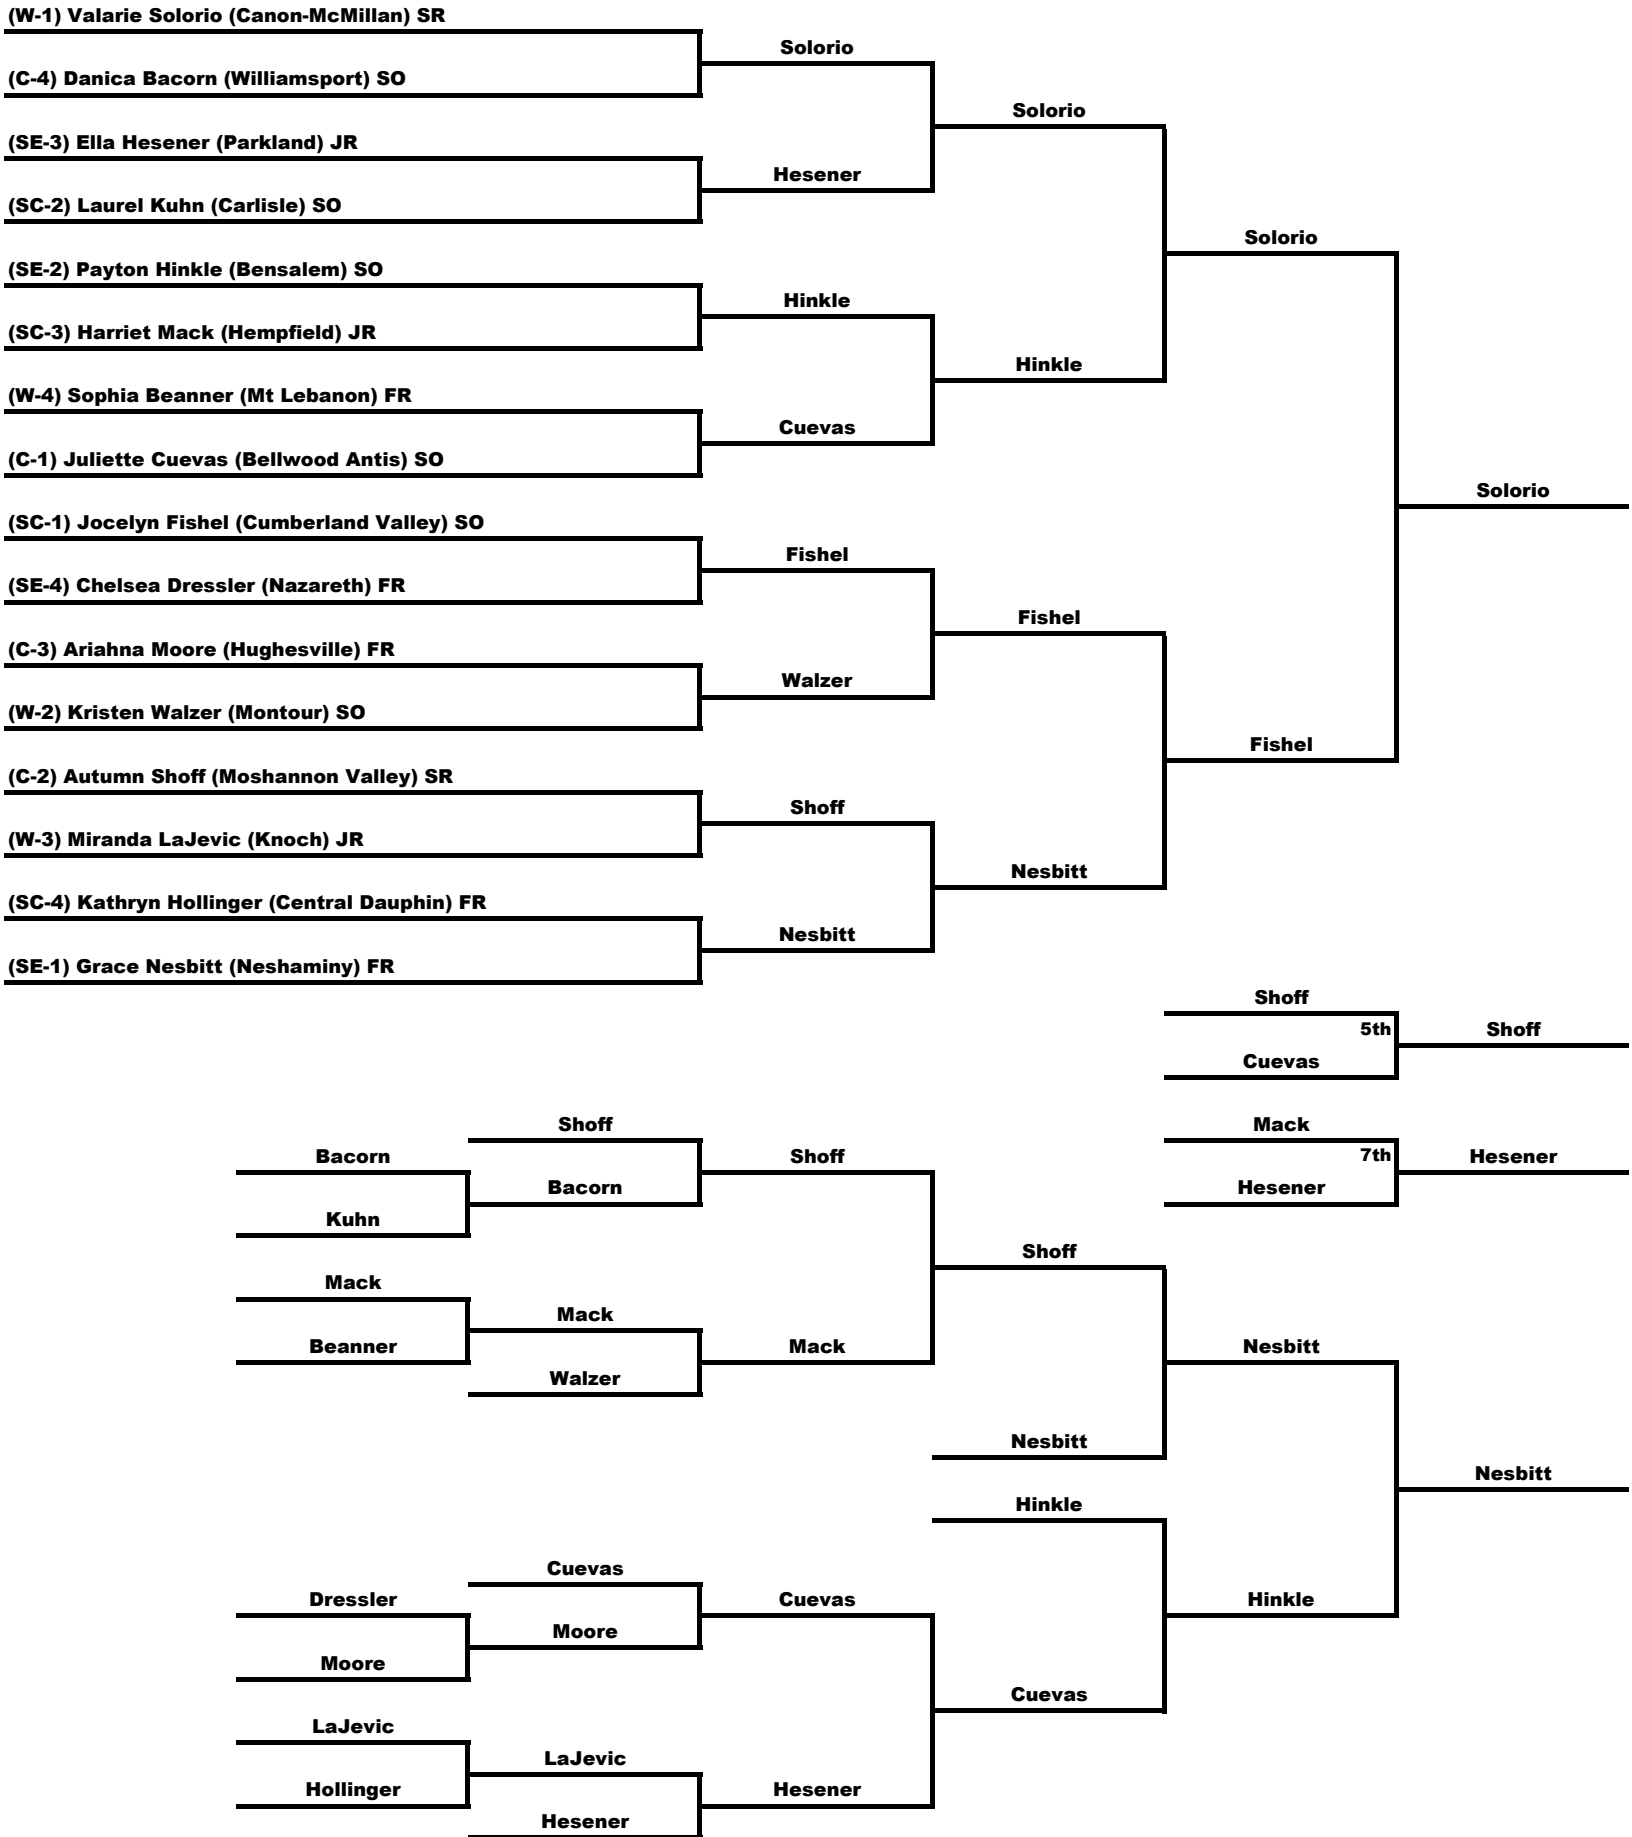 (W-1) Valarie Solorio (Canon-McMillan) SR
Solorio
(C-4) Danica Bacorn (Williamsport) SO
Solorio
(SE-3) Ella Hesener (Parkland) JR
Hesener
(SC-2) Laurel Kuhn (Carlisle) SO
Solorio
(SE-2) Payton Hinkle (Bensalem) SO
Hinkle
(SC-3) Harriet Mack (Hempfield) JR
Hinkle
(W-4) Sophia Beanner (Mt Lebanon) FR
Cuevas
(C-1) Juliette Cuevas (Bellwood Antis) SO
Solorio
(SC-1) Jocelyn Fishel (Cumberland Valley) SO
Fishel
(SE-4) Chelsea Dressler (Nazareth) FR
Fishel
(C-3) Ariahna Moore (Hughesville) FR
Walzer
(W-2) Kristen Walzer (Montour) SO
Fishel
(C-2) Autumn Shoff (Moshannon Valley) SR
Shoff
(W-3) Miranda LaJevic (Knoch) JR
Nesbitt
(SC-4) Kathryn Hollinger (Central Dauphin) FR
Nesbitt
(SE-1) Grace Nesbitt (Neshaminy) FR
Shoff
5th
Shoff
Cuevas
Shoff
Mack
Bacorn
Shoff
7th
Hesener
Bacorn
Hesener
Kuhn
Shoff
Mack
Mack
Beanner
Mack
Nesbitt
Walzer
Nesbitt
Nesbitt
Hinkle
Cuevas
Dressler
Cuevas
Hinkle
Moore
Moore
Cuevas
LaJevic
LaJevic
Hollinger
Hesener
Hesener